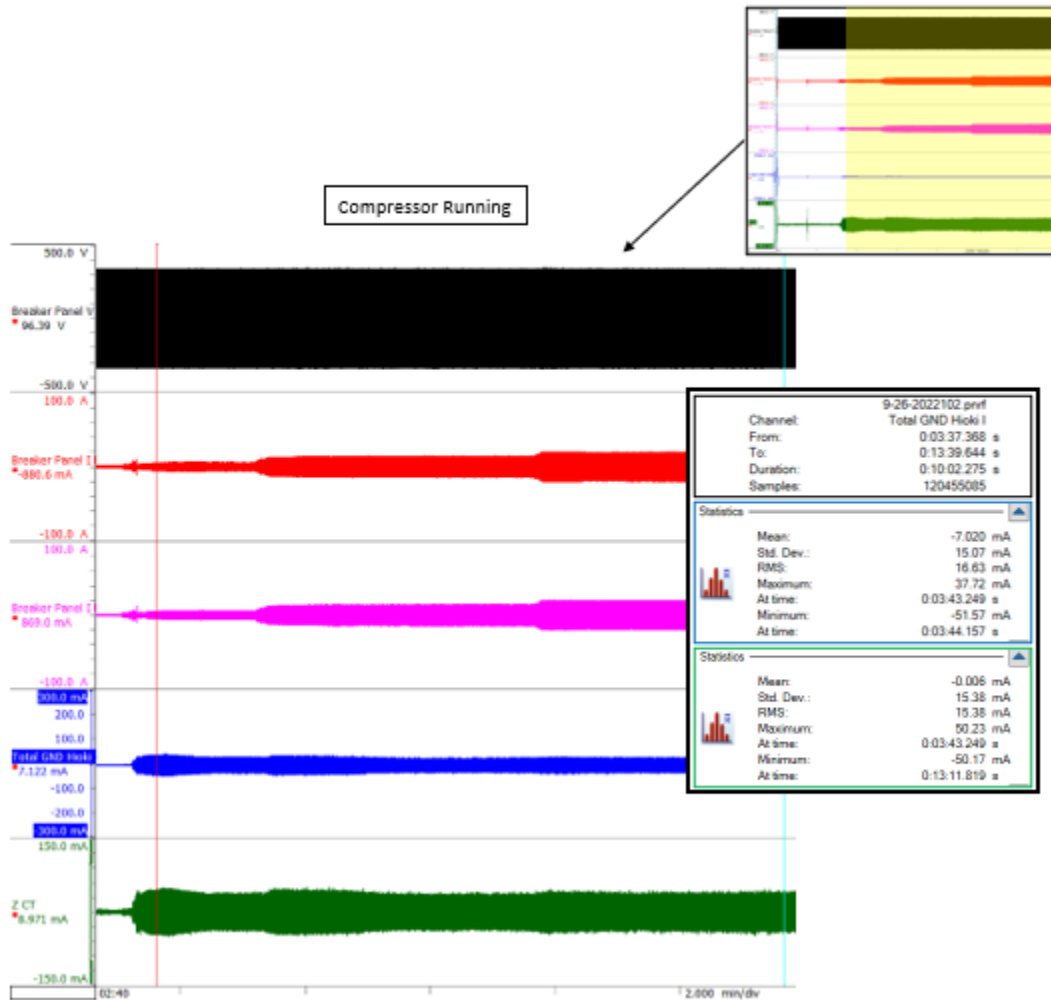 Compressor Running
500.0 V
Breaker Panel V
96.39 V
-500.0 V
100.0 A
Breaker Panel I
-880.6 mA
-100.0 A
100.0 A
Breaker Panel I
869.0 mA
-100.0 A
300.0 mA
200.0
100.0
Total GND Hioki
7.122 mA
-100.0
-200.0
-300.0 mA
150.0 mA
Z CT
8.971 mA
-150.0 mA
02:40
2.000 min/div
9-26-2022102.pnrf
Channel: Total GND Hioki I
From: 0:03:37.368 s
To: 0:13:39.644 s
Duration: 0:10:02.275 s
Samples: 120455085
Statistics
Mean: -7.020 mA
Std. Dev.: 15.07 mA
RMS: 16.63 mA
Maximum: 37.72 mA
At time: 0:03:43.249 s
Minimum: -51.57 mA
At time: 0:03:44.157 s
Statistics
Mean: -0.006 mA
Std. Dev.: 15.38 mA
RMS: 15.38 mA
Maximum: 50.23 mA
At time: 0:03:43.249 s
Minimum: -50.17 mA
At time: 0:13:11.819 s